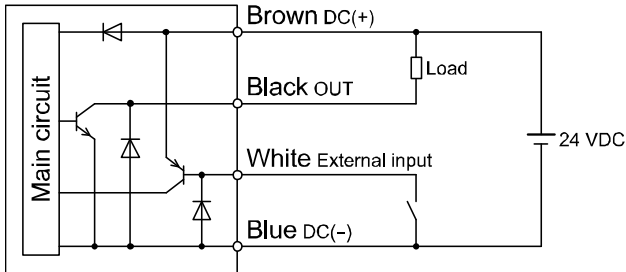 Brown DC(+)
Load
Black OUT
Main circuit
24 VDC
White External input
Blue DC(−)